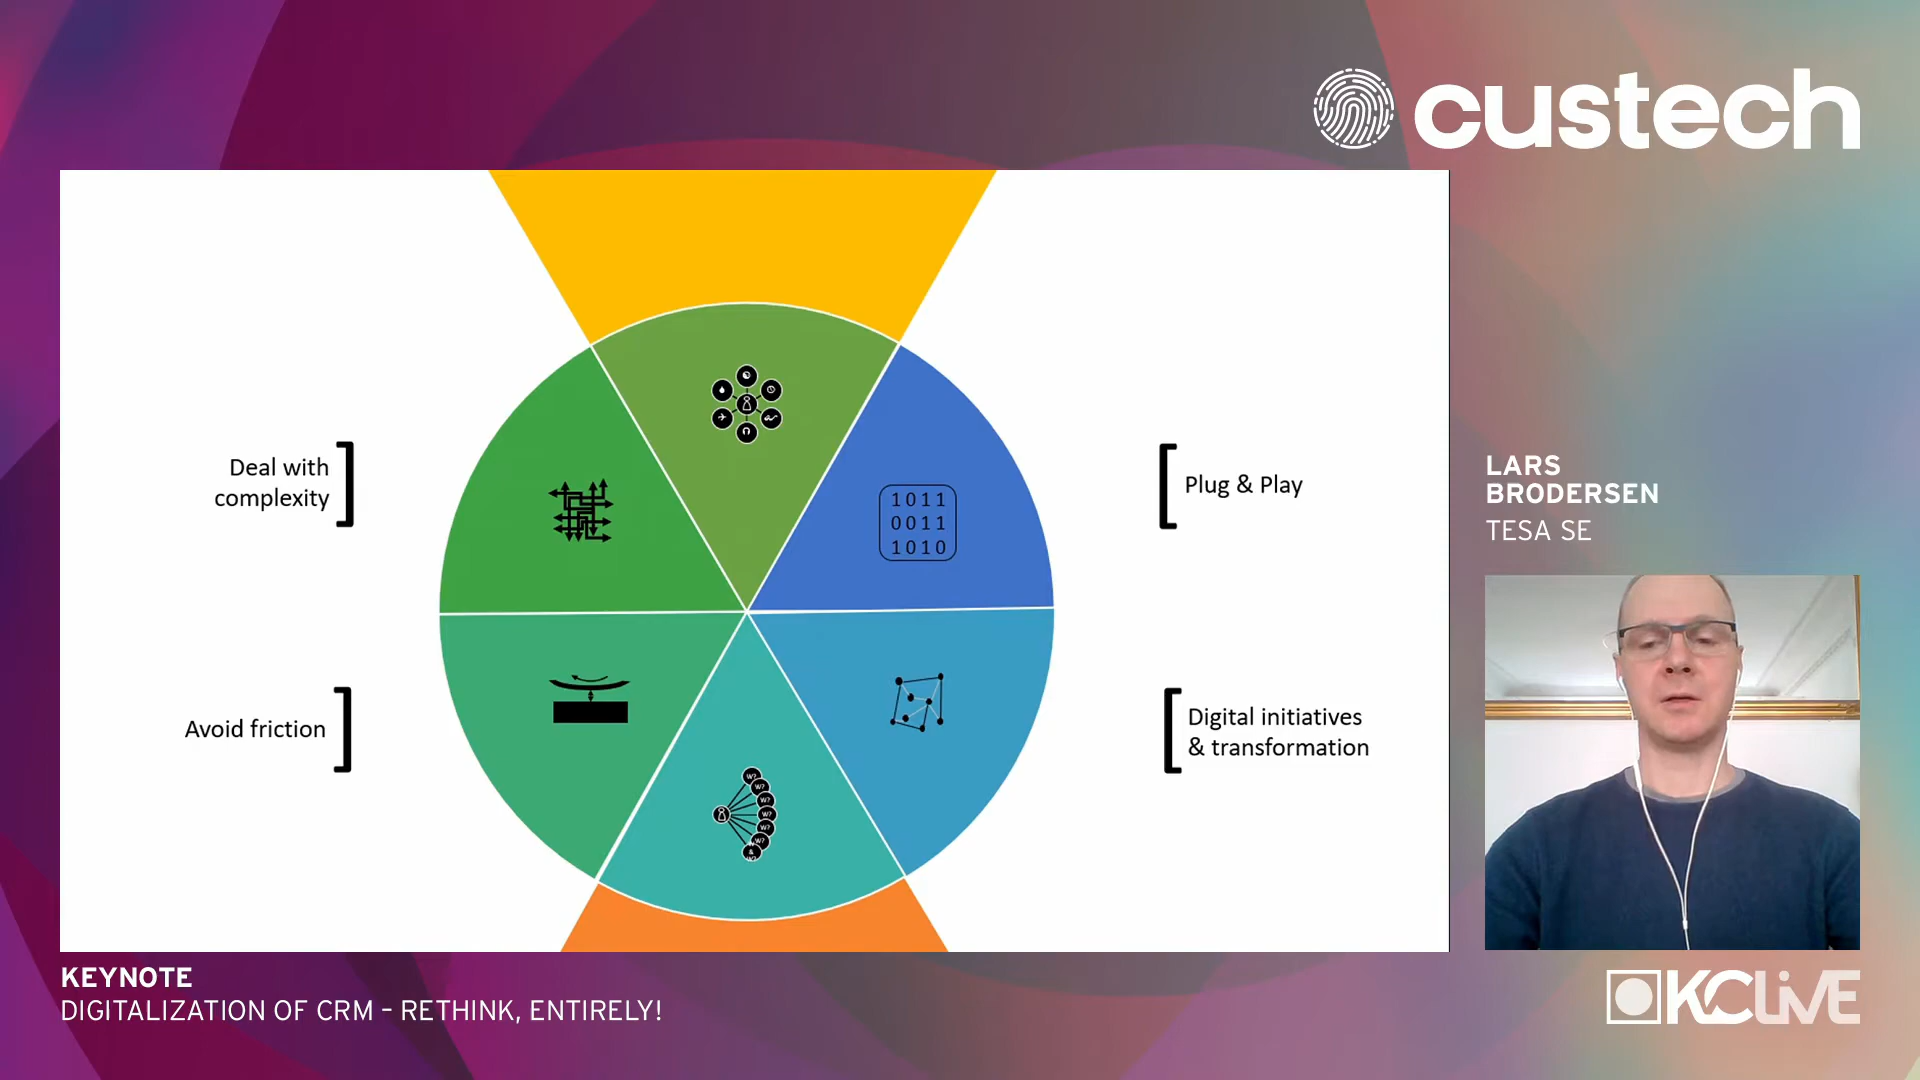 custech
Deal with
complexity
1011
0011
1010
Plug & Play
Avoid friction
Digital initiatives
& transformation
W?
W?
W?
W?
W?
W?
&
LARS
BRODERSEN
TESA SE
KEYNOTE
DIGITALIZATION OF CRM - RETHINK, ENTIRELY!
KCLIVE